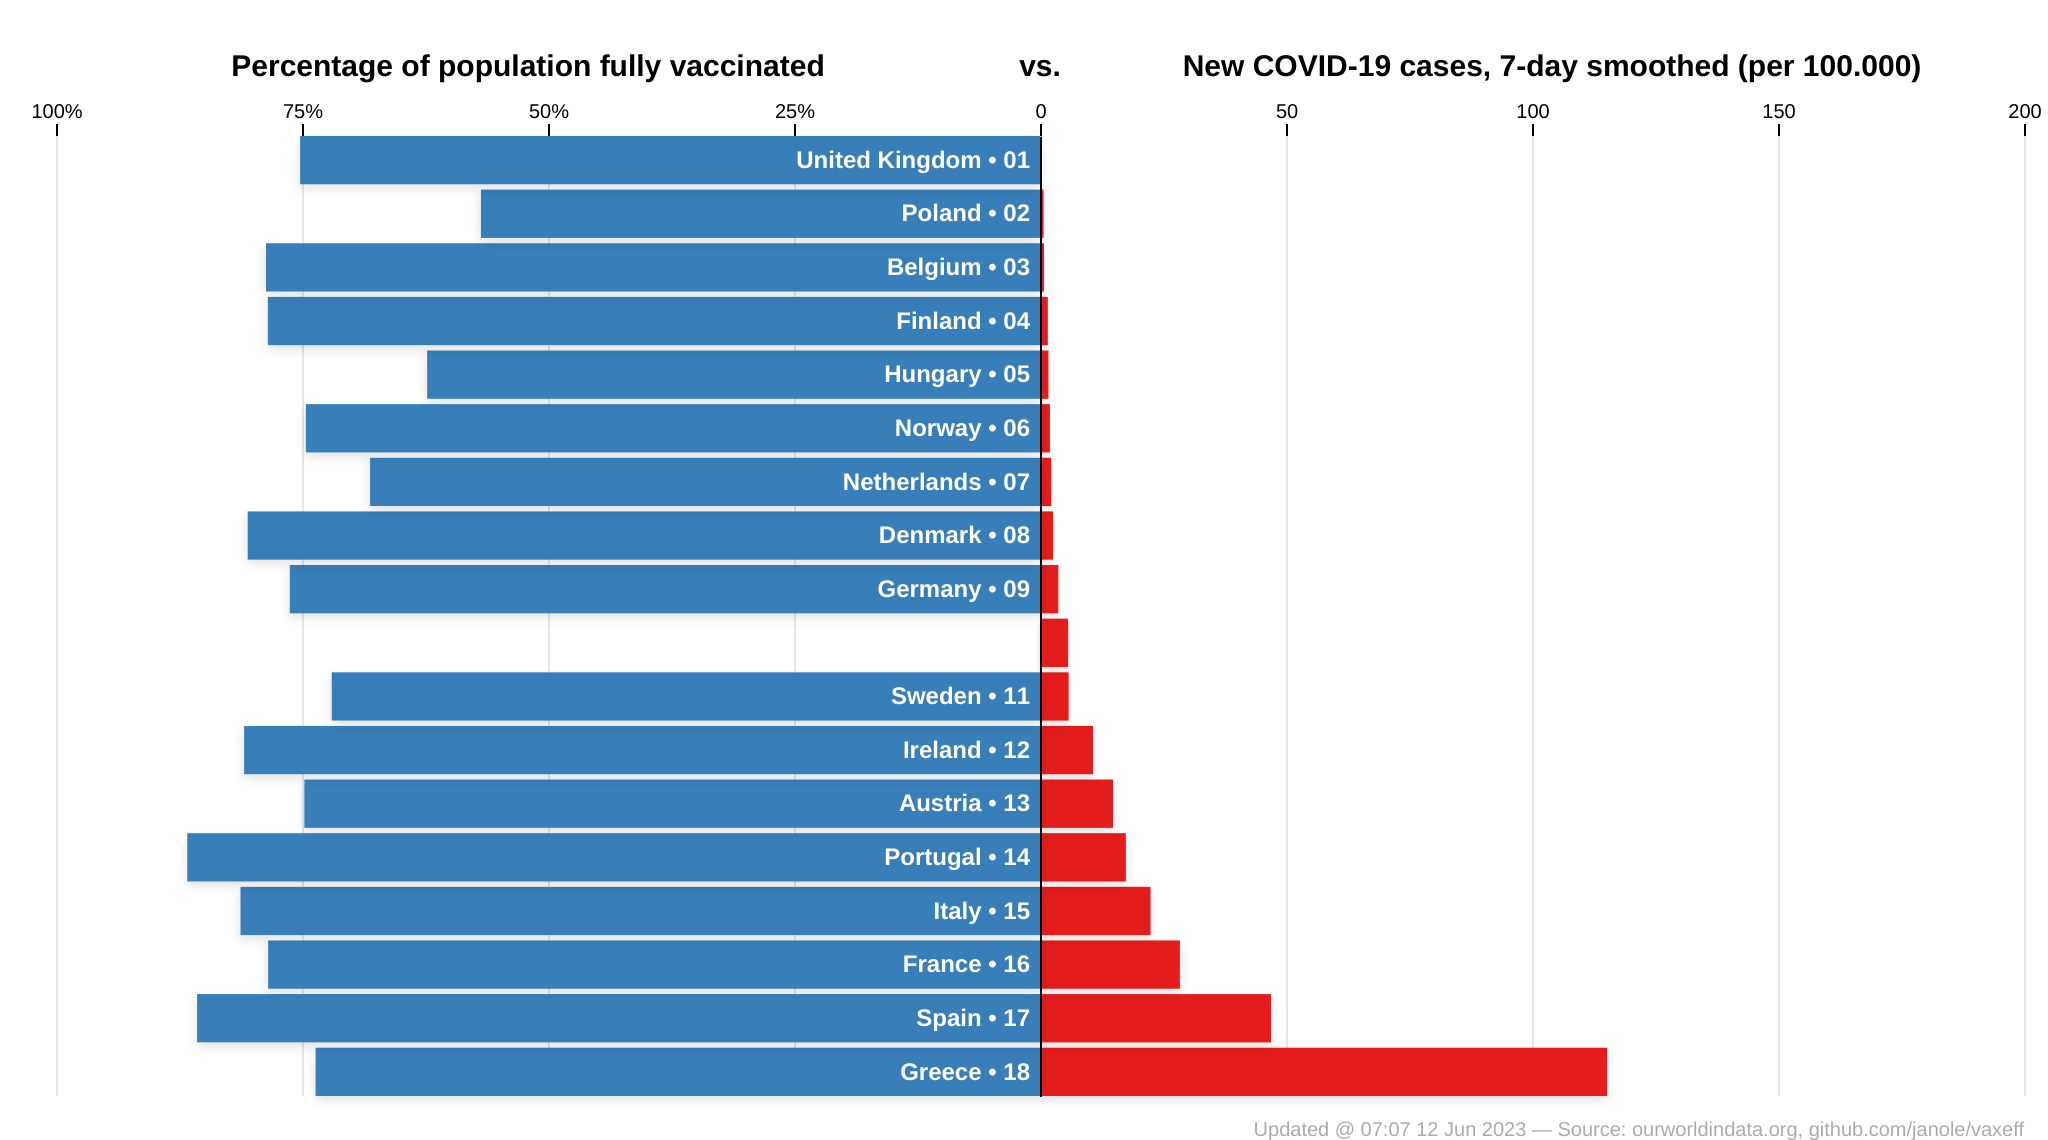 Percentage of population fully vaccinated vs. New COVID-19 cases, 7-day smoothed (per 100.000)
100% 75% 50% 25% 0 50 100 150 200
United Kingdom • 01
Poland • 02
Belgium • 03
Finland • 04
Hungary • 05
Norway • 06
Netherlands • 07
Denmark • 08
Germany • 09
Sweden • 11
Ireland • 12
Austria • 13
Portugal • 14
Italy • 15
France • 16
Spain • 17
Greece • 18
Updated @ 07:07 12 Jun 2023 — Source: ourworldindata.org, github.com/janole/vaxeff